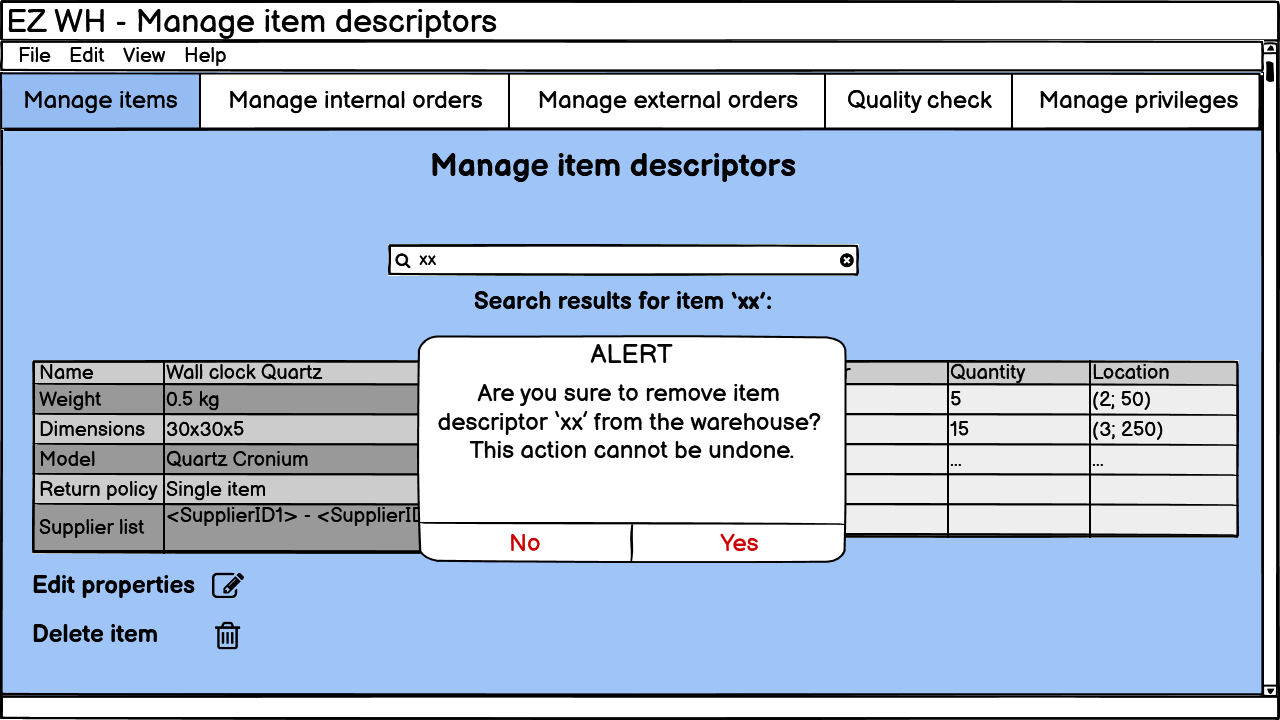 EZ WH - Manage item descriptors
File Edit View Help
Manage items Manage internal orders Manage external orders Quality check Manage privileges
Manage item descriptors
xx
Search results for item ‘xx’:
ALERT
Are you sure to remove item
descriptor ‘xx’ from the warehouse?
This action cannot be undone.
No Yes
Name Wall clock Quartz Quantity Location
Weight 0.5 kg 5 (2; 50)
Dimensions 30x30x5 15 (3; 250)
Model Quartz Cronium ... ...
Return policy Single item
Supplier list <SupplierID1> - <SupplierID
Edit properties
Delete item